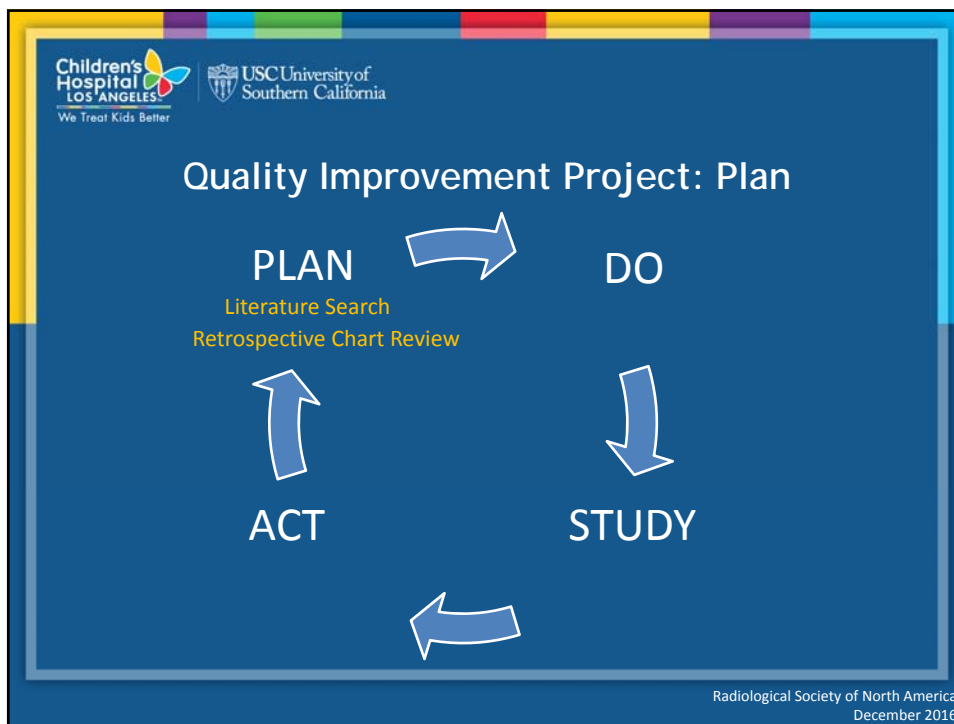 Children's
Hospital
LOS ANGELES
We Treat Kids Better
USC University of
Southern California
Quality Improvement Project: Plan
PLAN
DO
Literature Search
Retrospective Chart Review
ACT
STUDY
Radiological Society of North America
December 2016